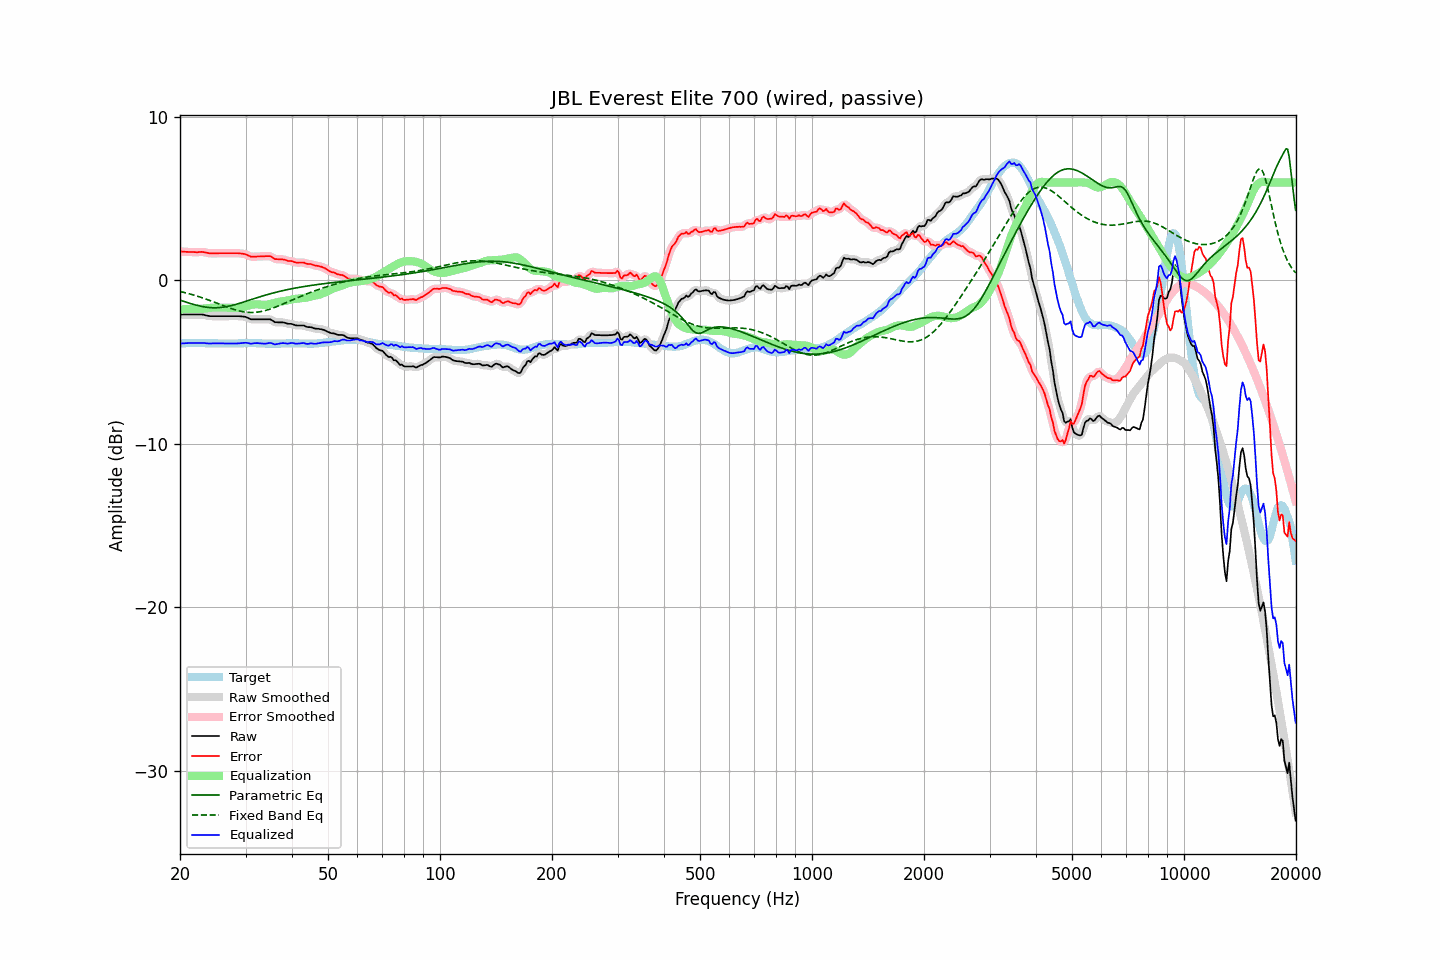 JBL Everest Elite 700 (wired, passive)
10
0
−10
−20
−30
Amplitude (dBr)
Target
Raw Smoothed
Error Smoothed
Raw
Error
Equalization
Parametric Eq
Fixed Band Eq
Equalized
20
50
100
200
500
1000
2000
5000
10000
20000
Frequency (Hz)